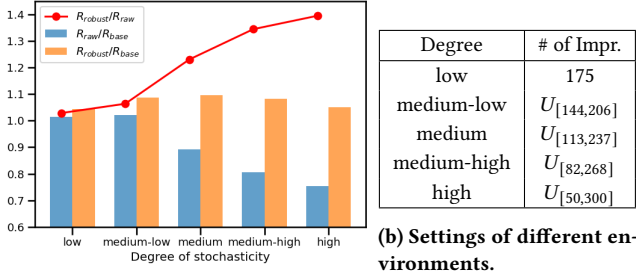 1.4
1.3
1.2
1.1
1.0
0.9
0.8
0.7
0.6
R_robust/R_raw
R_raw/R_base
R_robust/R_base
low medium-low medium medium-high high
Degree of stochasticity
Degree # of Impr.
low 175
medium-low U_[144,206]
medium U_[113,237]
medium-high U_[82,268]
high U_[50,300]
(b) Settings of different en-
vironments.